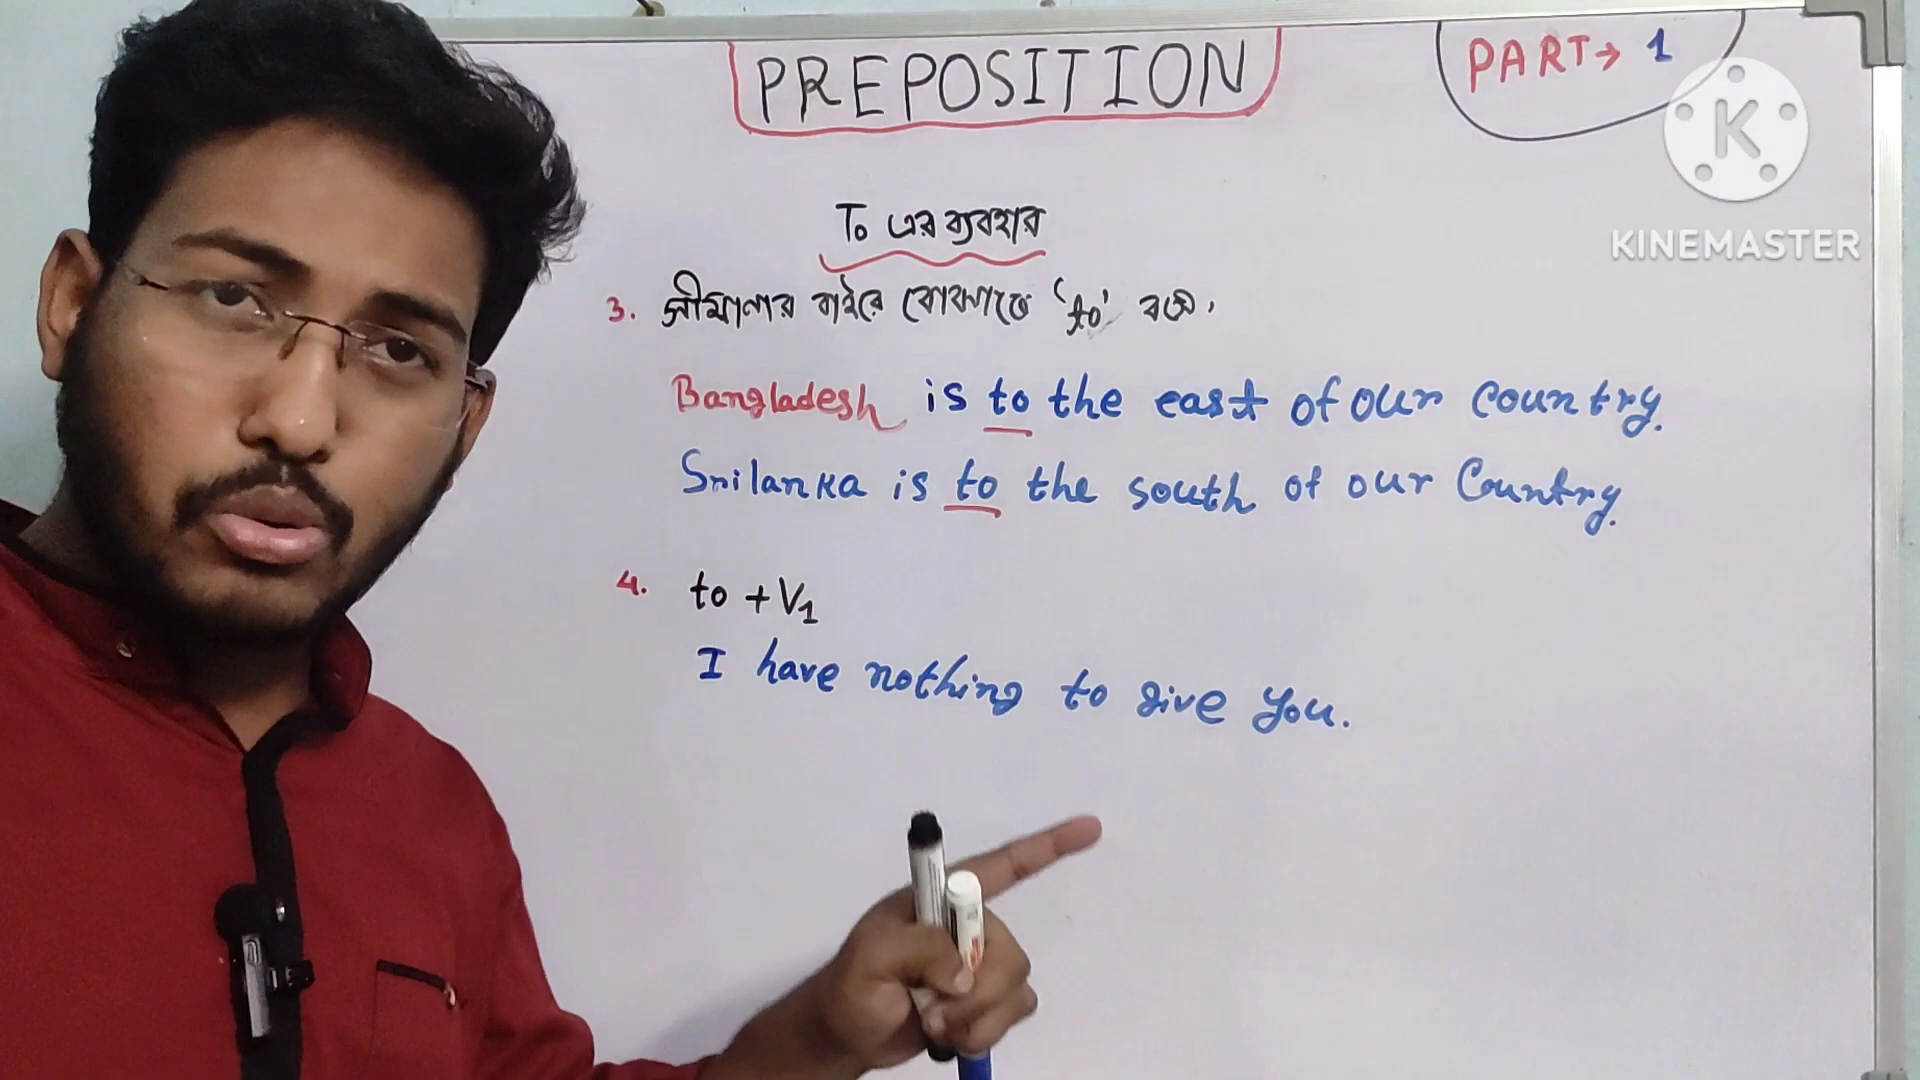 PREPOSITION
PART→ 1
K
KINEMASTER
To এর ব্যবহার
3. সীমানার বাইরে বোঝাতে 'to' বসে.
Bangladesh is to the east of our country.
Srilanka is to the south of our Country.
4. to + V1
I have nothing to give you.